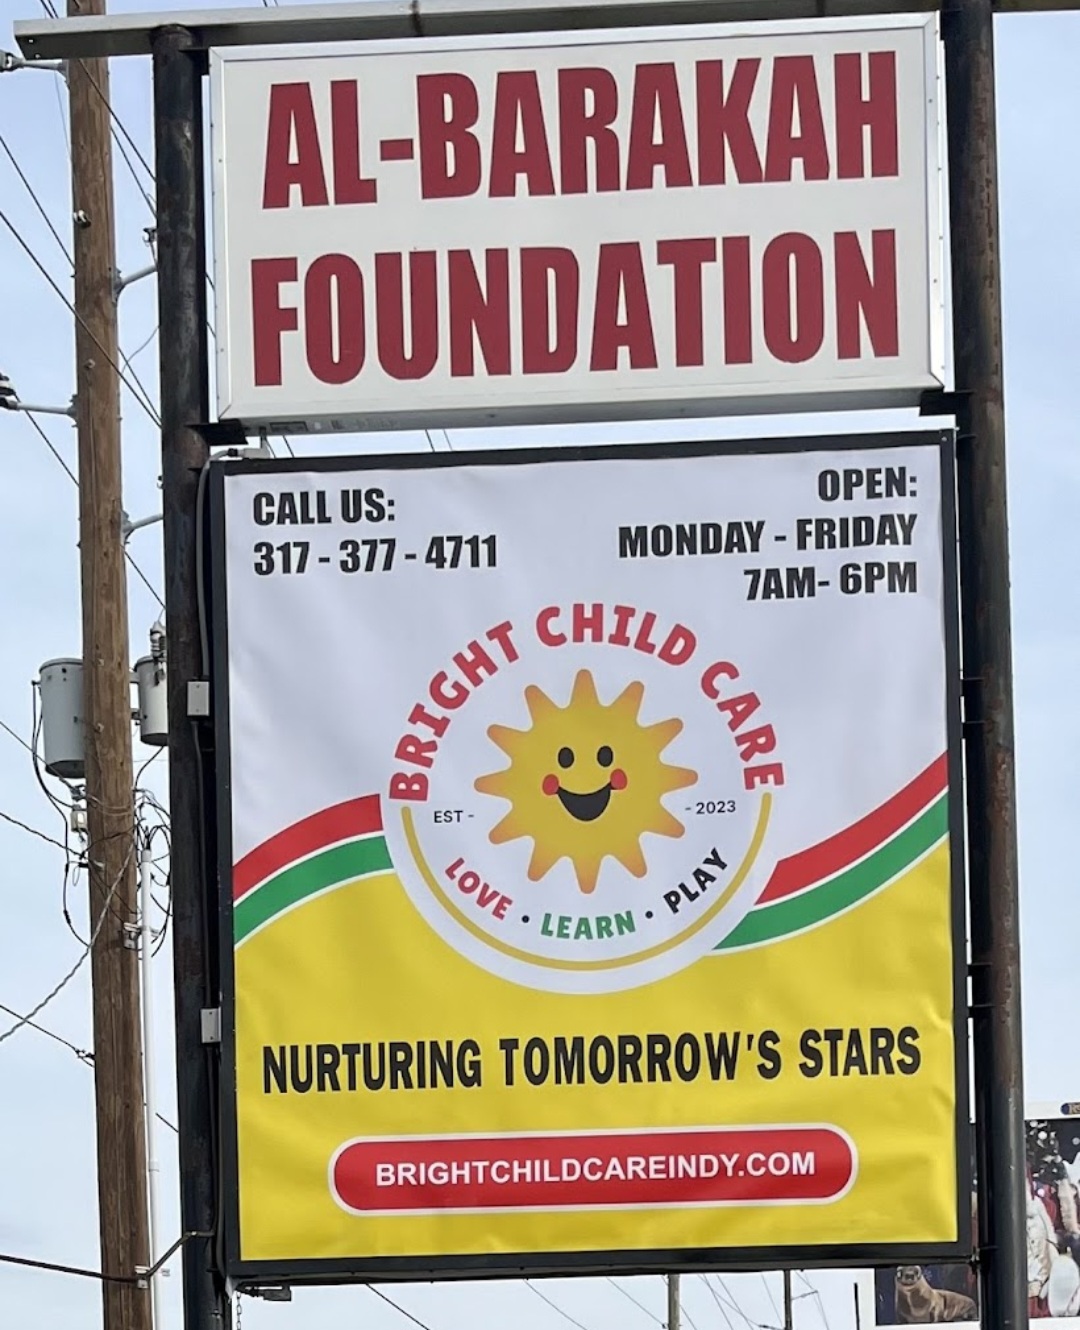 AL-BARAKAH
FOUNDATION
CALL US:
317 - 377 - 4711
OPEN:
MONDAY - FRIDAY
7AM- 6PM
BRIGHT CHILD CARE
EST -
- 2023
LOVE • LEARN • PLAY
NURTURING TOMORROW'S STARS
BRIGHTCHILDCAREINDY.COM